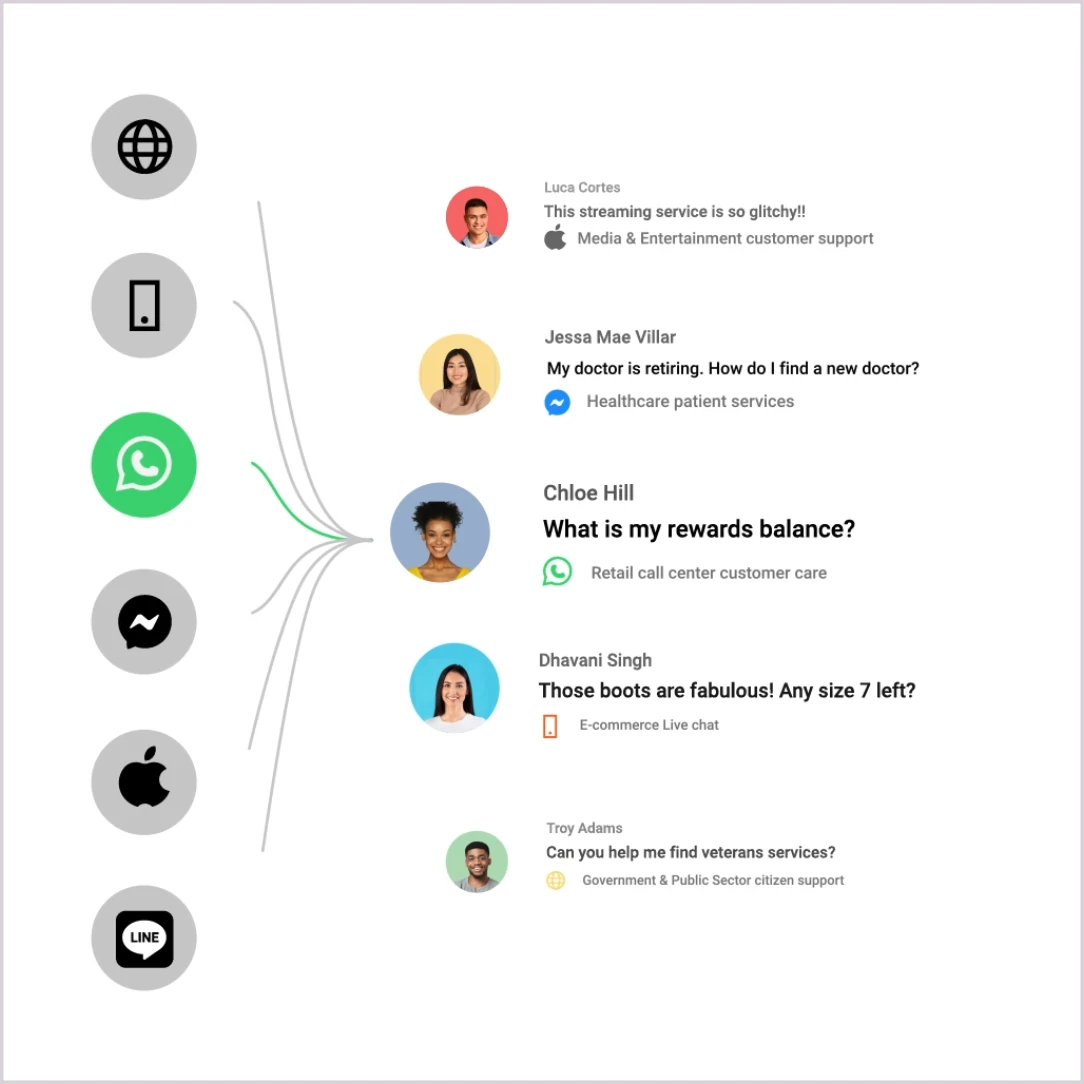 Luca Cortes
This streaming service is so glitchy!!
Media & Entertainment customer support
Jessa Mae Villar
My doctor is retiring. How do I find a new doctor?
Healthcare patient services
Chloe Hill
What is my rewards balance?
Retail call center customer care
Dhavani Singh
Those boots are fabulous! Any size 7 left?
E-commerce Live chat
Troy Adams
Can you help me find veterans services?
Government & Public Sector citizen support
LINE